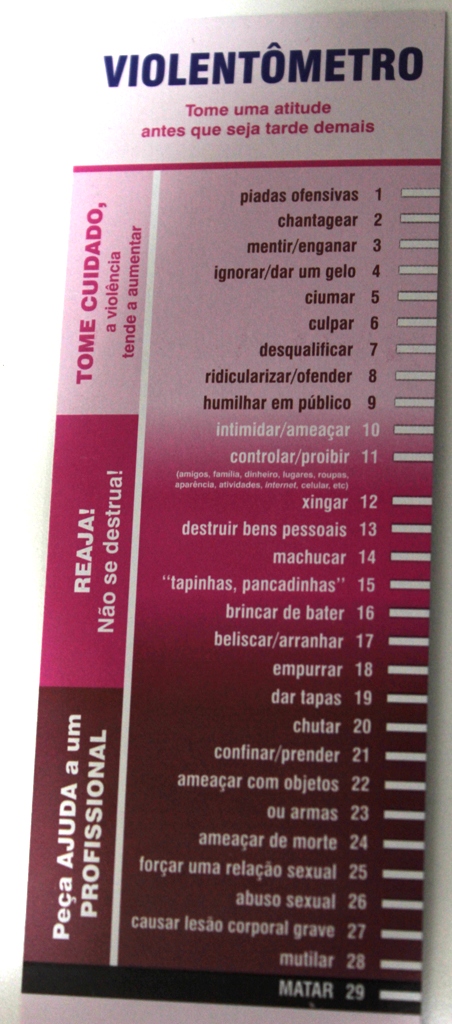 VIOLENTÔMETRO
Tome uma atitude
antes que seja tarde demais
TOME CUIDADO,
a violência
tende a aumentar
piadas ofensivas 1
chantagear 2
mentir/enganar 3
ignorar/dar um gelo 4
ciumar 5
culpar 6
desqualificar 7
ridicularizar/ofender 8
humilhar em público 9
REAJA!
Não se destrua!
intimidar/ameaçar 10
controlar/proibir 11
(amigos, família, dinheiro, lugares, roupas,
aparência, atividades, internet, celular, etc)
xingar 12
destruir bens pessoais 13
machucar 14
“tapinhas, pancadinhas” 15
brincar de bater 16
beliscar/arranhar 17
empurrar 18
Peça AJUDA a um
PROFISSIONAL
dar tapas 19
chutar 20
confinar/prender 21
ameaçar com objetos 22
ou armas 23
ameaçar de morte 24
forçar uma relação sexual 25
abuso sexual 26
causar lesão corporal grave 27
mutilar 28
MATAR 29